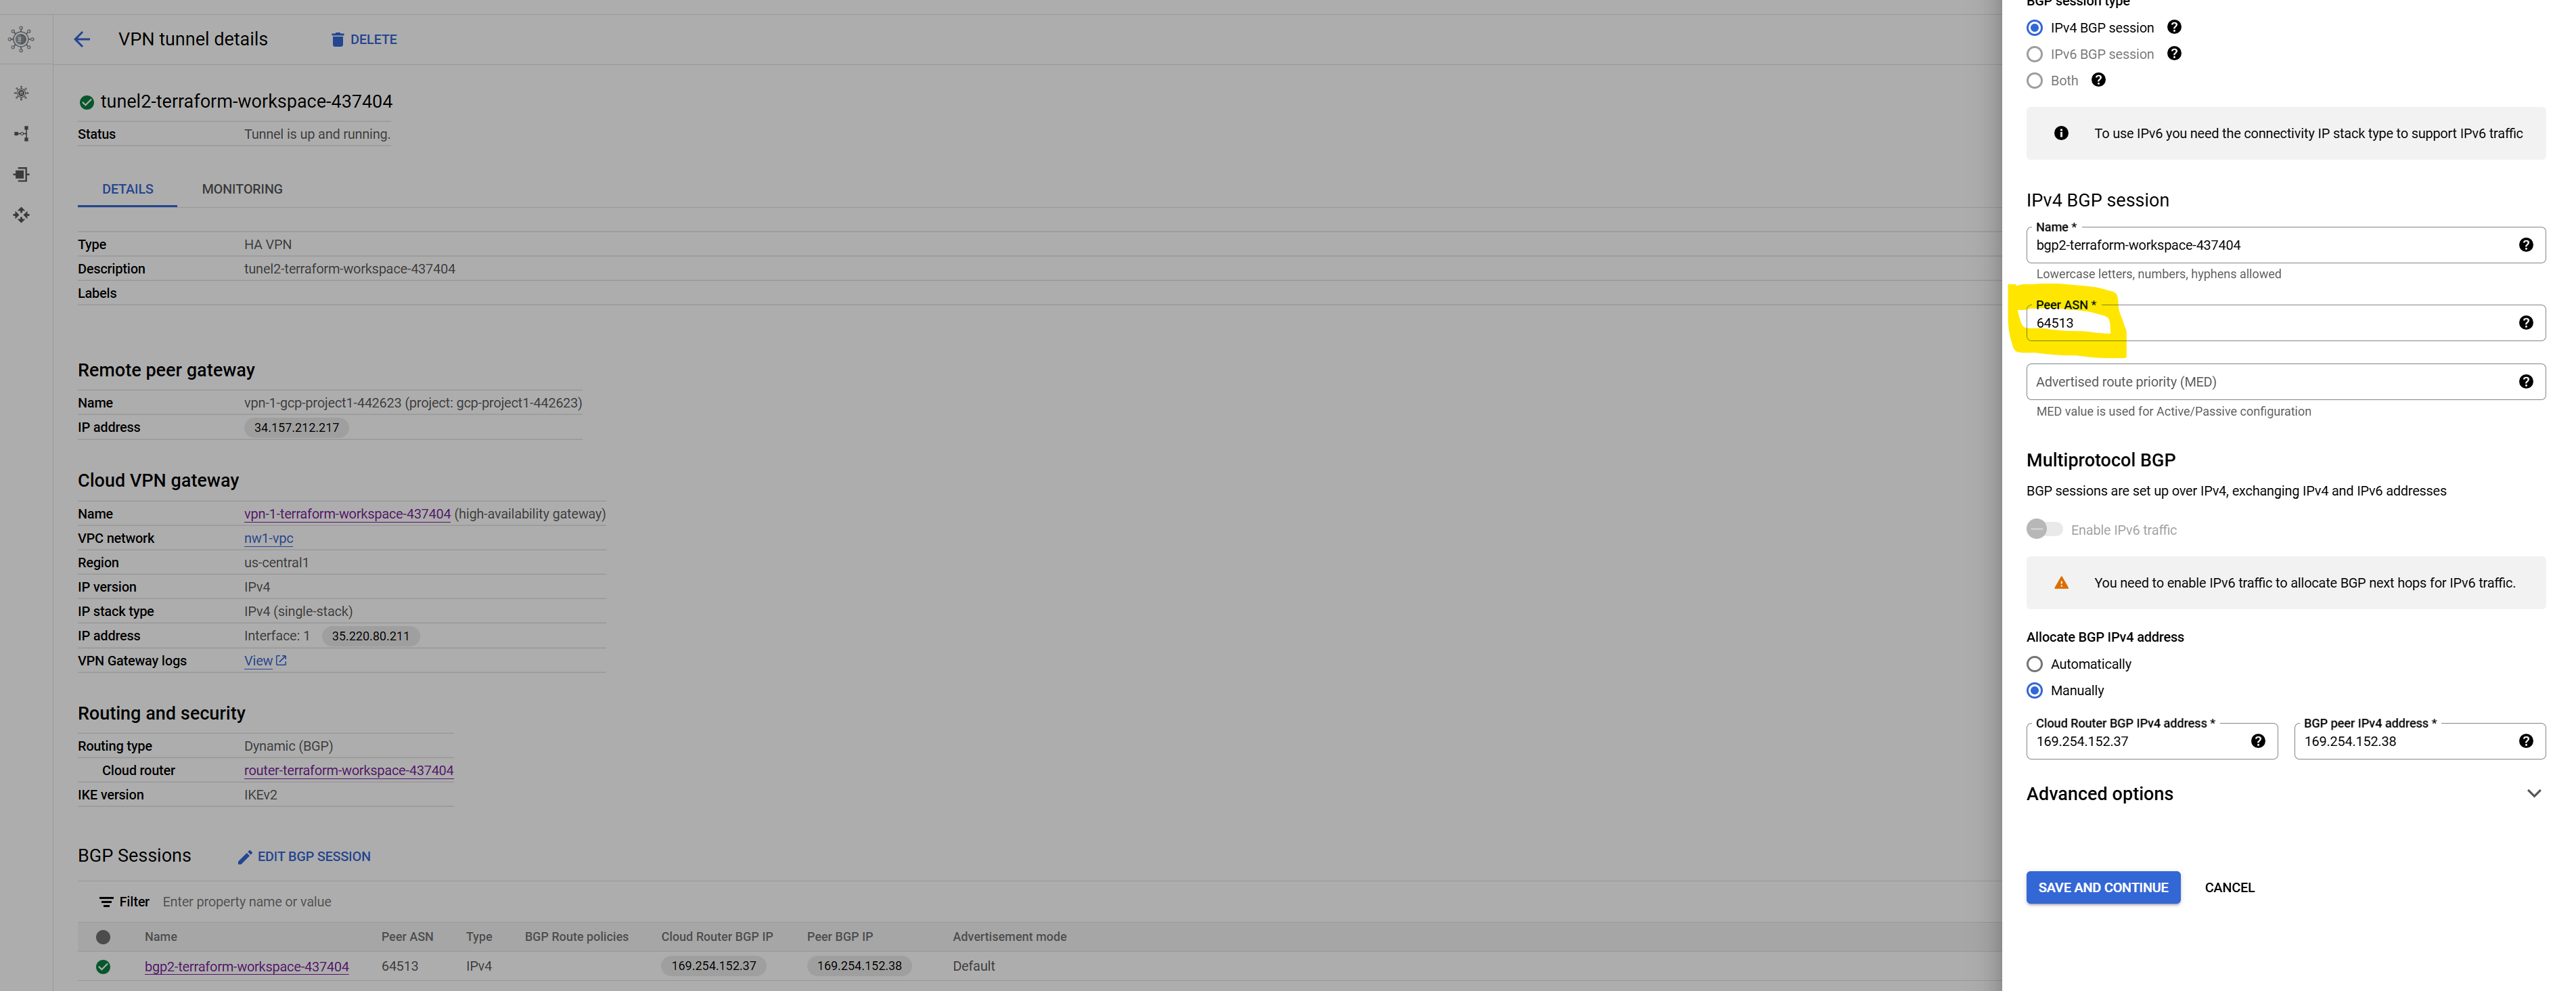 VPN tunnel details
DELETE
tunel2-terraform-workspace-437404
Status Tunnel is up and running.
DETAILS MONITORING
Type HA VPN
Description tunel2-terraform-workspace-437404
Labels
Remote peer gateway
Name vpn-1-gcp-project1-442623 (project: gcp-project1-442623)
IP address 34.157.212.217
Cloud VPN gateway
Name vpn-1-terraform-workspace-437404 (high-availability gateway)
VPC network nw1-vpc
Region us-central1
IP version IPv4
IP stack type IPv4 (single-stack)
IP address Interface: 1 35.220.80.211
VPN Gateway logs View
Routing and security
Routing type Dynamic (BGP)
Cloud router router-terraform-workspace-437404
IKE version IKEv2
BGP Sessions EDIT BGP SESSION
Filter Enter property name or value
Name Peer ASN Type BGP Route policies Cloud Router BGP IP Peer BGP IP Advertisement mode
bgp2-terraform-workspace-437404 64513 IPv4 169.254.152.37 169.254.152.38 Default
BGP session type
IPv4 BGP session
IPv6 BGP session
Both
To use IPv6 you need the connectivity IP stack type to support IPv6 traffic
IPv4 BGP session
Name *
bgp2-terraform-workspace-437404
Lowercase letters, numbers, hyphens allowed
Peer ASN *
64513
Advertised route priority (MED)
MED value is used for Active/Passive configuration
Multiprotocol BGP
BGP sessions are set up over IPv4, exchanging IPv4 and IPv6 addresses
Enable IPv6 traffic
You need to enable IPv6 traffic to allocate BGP next hops for IPv6 traffic.
Allocate BGP IPv4 address
Automatically
Manually
Cloud Router BGP IPv4 address * BGP peer IPv4 address *
169.254.152.37 169.254.152.38
Advanced options
SAVE AND CONTINUE CANCEL